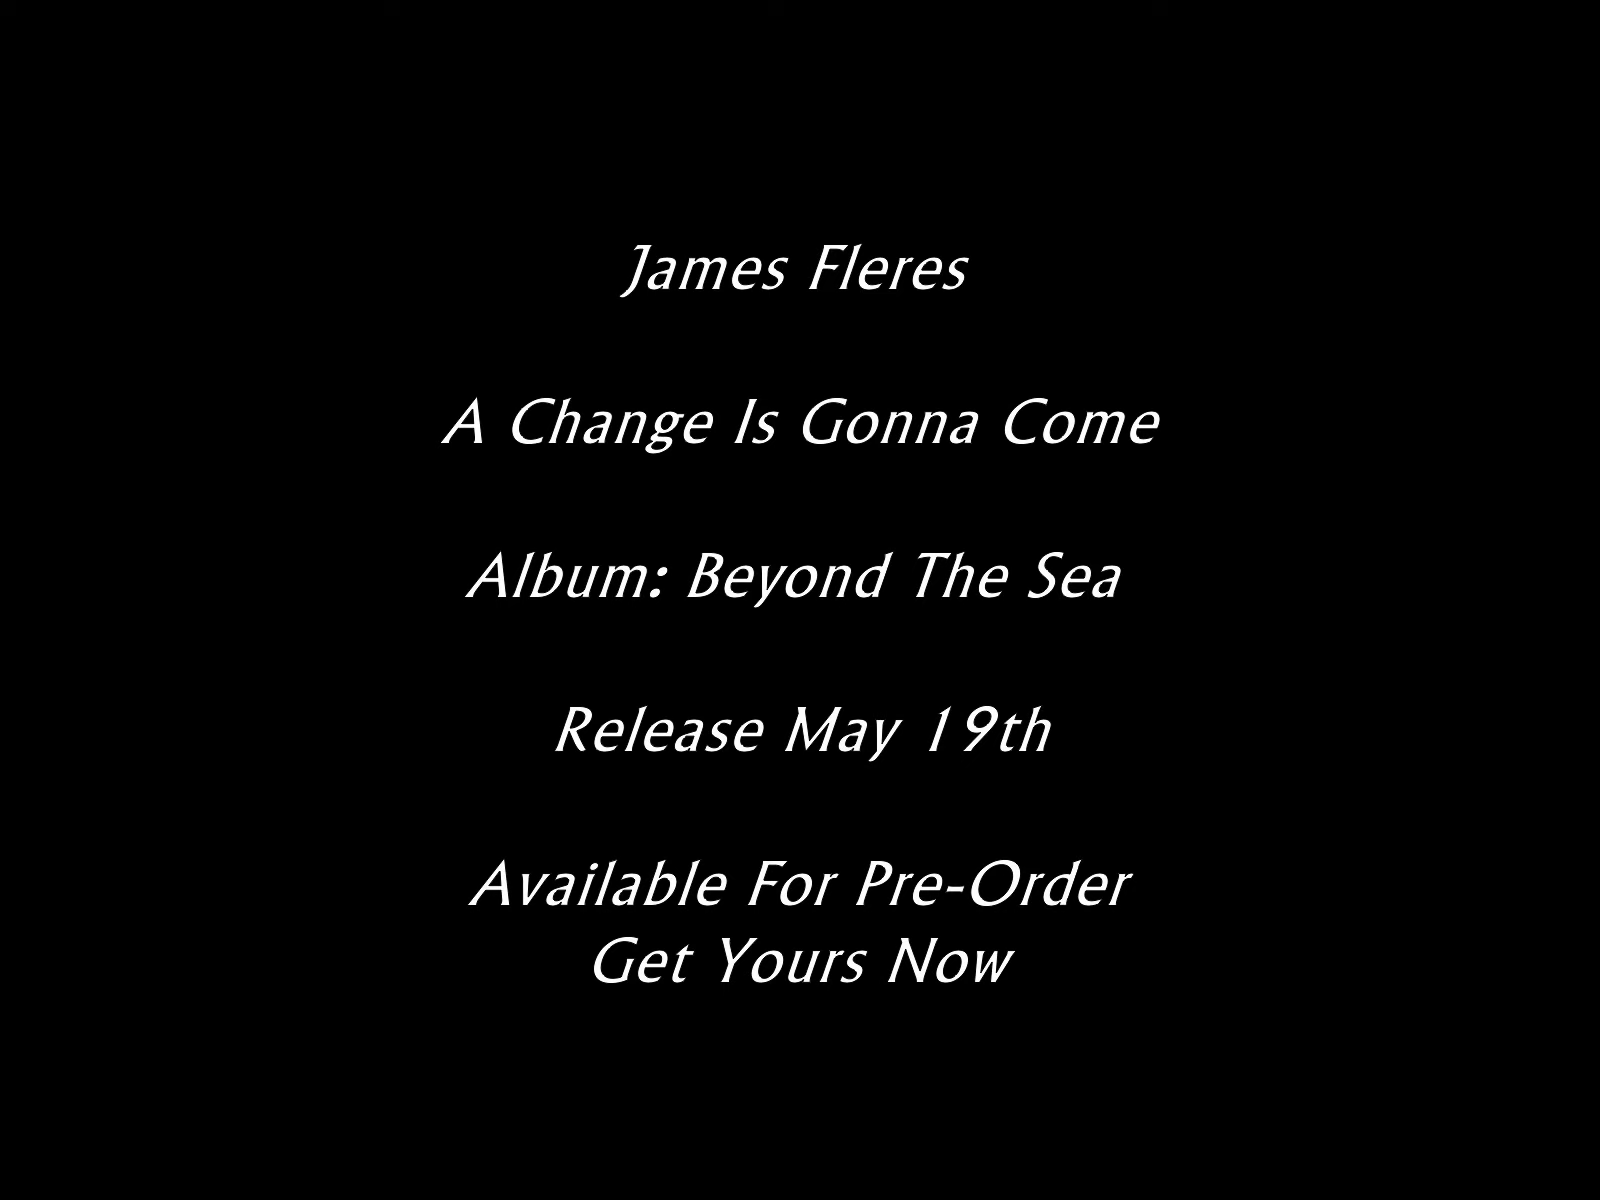 James Fleres
A Change Is Gonna Come
Album: Beyond The Sea
Release May 19th
Available For Pre-Order
Get Yours Now